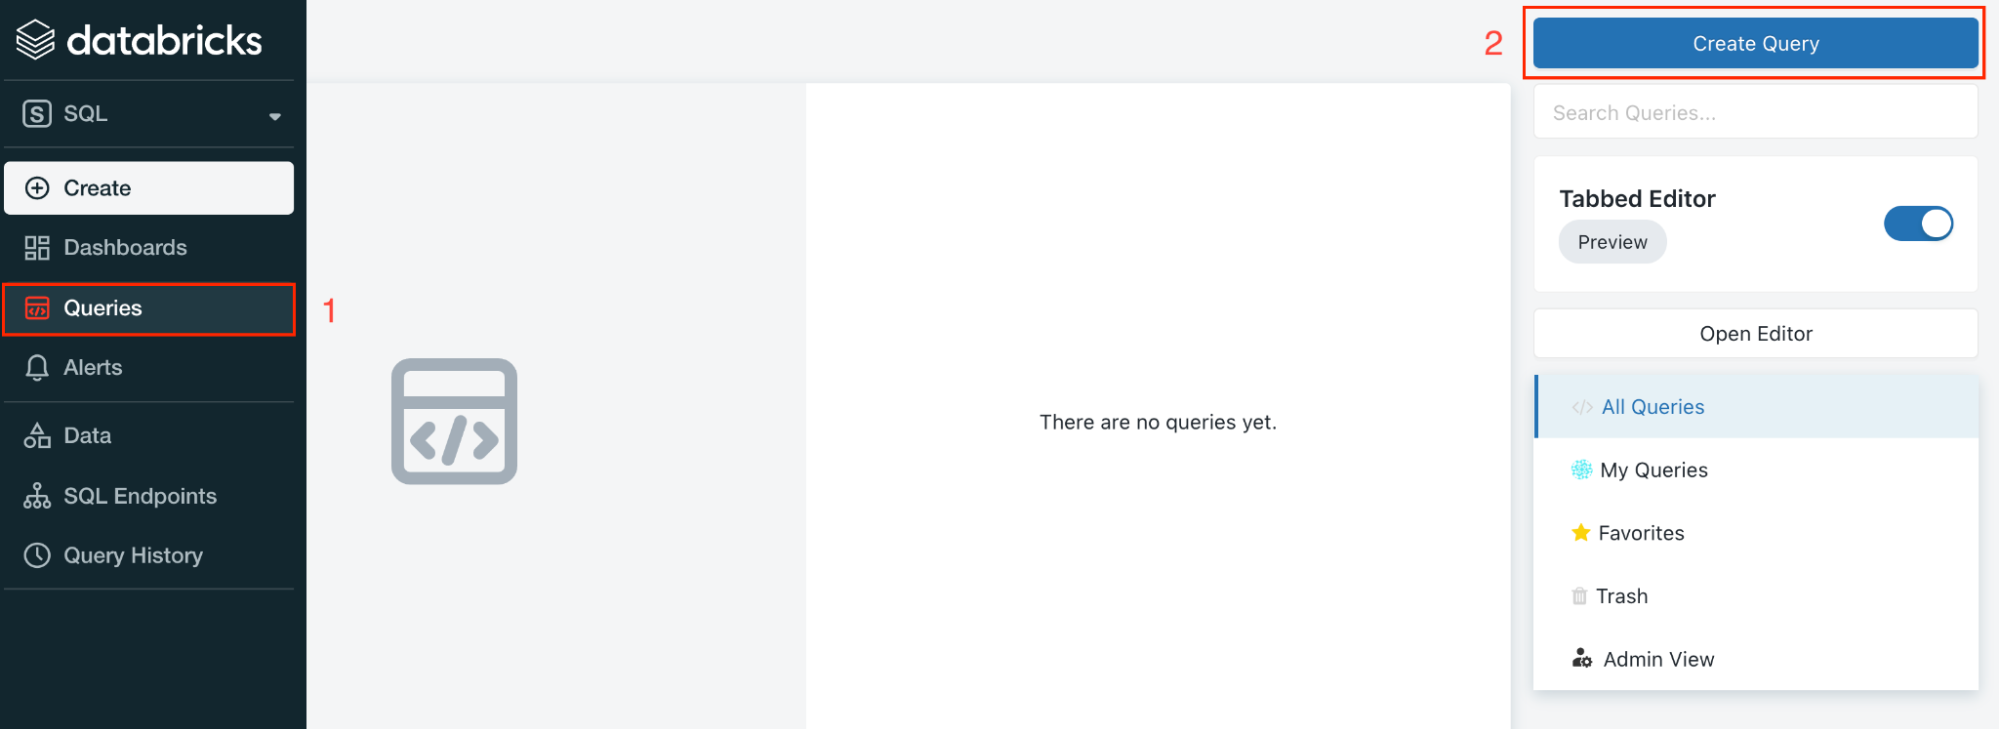 databricks
SQL
Create
Dashboards
Queries
1
Alerts
Data
SQL Endpoints
Query History
There are no queries yet.
2
Create Query
Search Queries...
Tabbed Editor
Preview
Open Editor
All Queries
My Queries
Favorites
Trash
Admin View